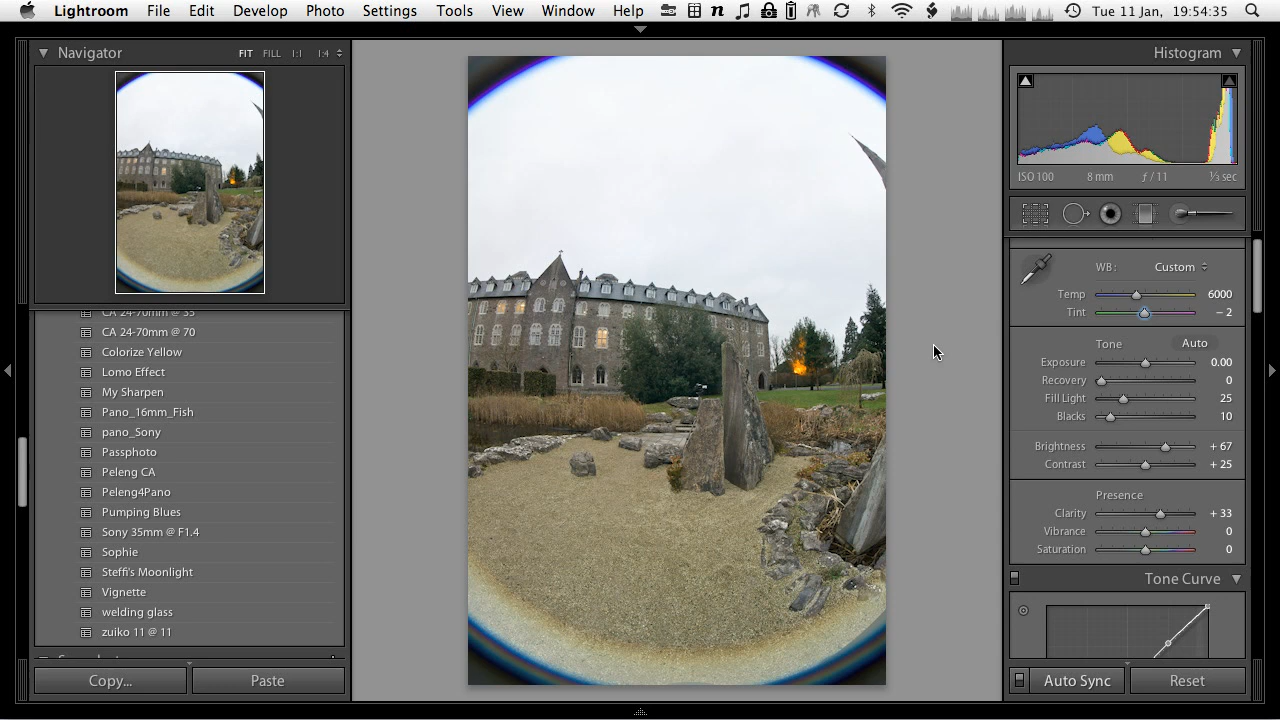 Lightroom File Edit Develop Photo Settings Tools View Window Help Tue 11 Jan, 19:54:35
Navigator FIT FILL 1:1 1:4
CA 24-70mm @ 35
CA 24-70mm @ 70
Colorize Yellow
Lomo Effect
My Sharpen
Pano_16mm_Fish
pano_Sony
Passphoto
Peleng CA
Peleng4Pano
Pumping Blues
Sony 35mm @ F1.4
Sophie
Steffi's Moonlight
Vignette
welding glass
zuiko 11 @ 11
Copy... Paste
Histogram
ISO 100 8 mm ƒ / 11 ⅓ sec
WB: Custom
Temp 6000
Tint − 2
Tone Auto
Exposure 0.00
Recovery 0
Fill Light 25
Blacks 10
Brightness + 67
Contrast + 25
Presence
Clarity + 33
Vibrance 0
Saturation 0
Tone Curve
Auto Sync Reset